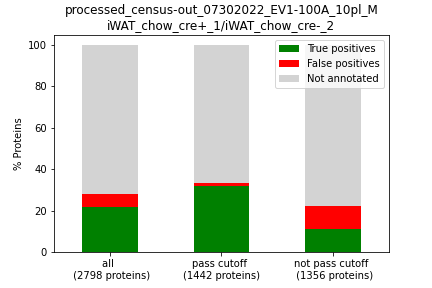 processed_census-out_07302022_EV1-100A_10pl_M
iWAT_chow_cre+_1/iWAT_chow_cre-_2
True positives
False positives
Not annotated
% Proteins
100
80
60
40
20
0
all
(2798 proteins)
pass cutoff
(1442 proteins)
not pass cutoff
(1356 proteins)